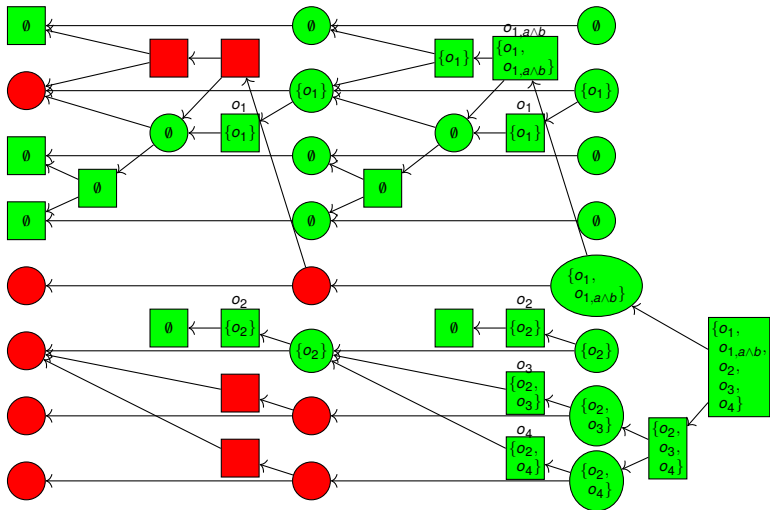 ∅ ∅ ∅
o₁,ₐ∧b
{o₁}
{o₁,
o₁,ₐ∧b}
{o₁} {o₁}
o₁ o₁
∅ {o₁} ∅ {o₁}
∅ ∅ ∅
∅ ∅
∅ ∅ ∅
{o₁,
o₁,ₐ∧b}
o₂ o₂
∅ {o₂} ∅ {o₂}
{o₂} {o₂}
{o₁,
o₁,ₐ∧b,
o₂,
o₃,
o₄}
o₃
{o₂,
o₃}
{o₂,
o₃}
o₄
{o₂,
o₄}
{o₂,
o₃,
o₄}
{o₂,
o₄}